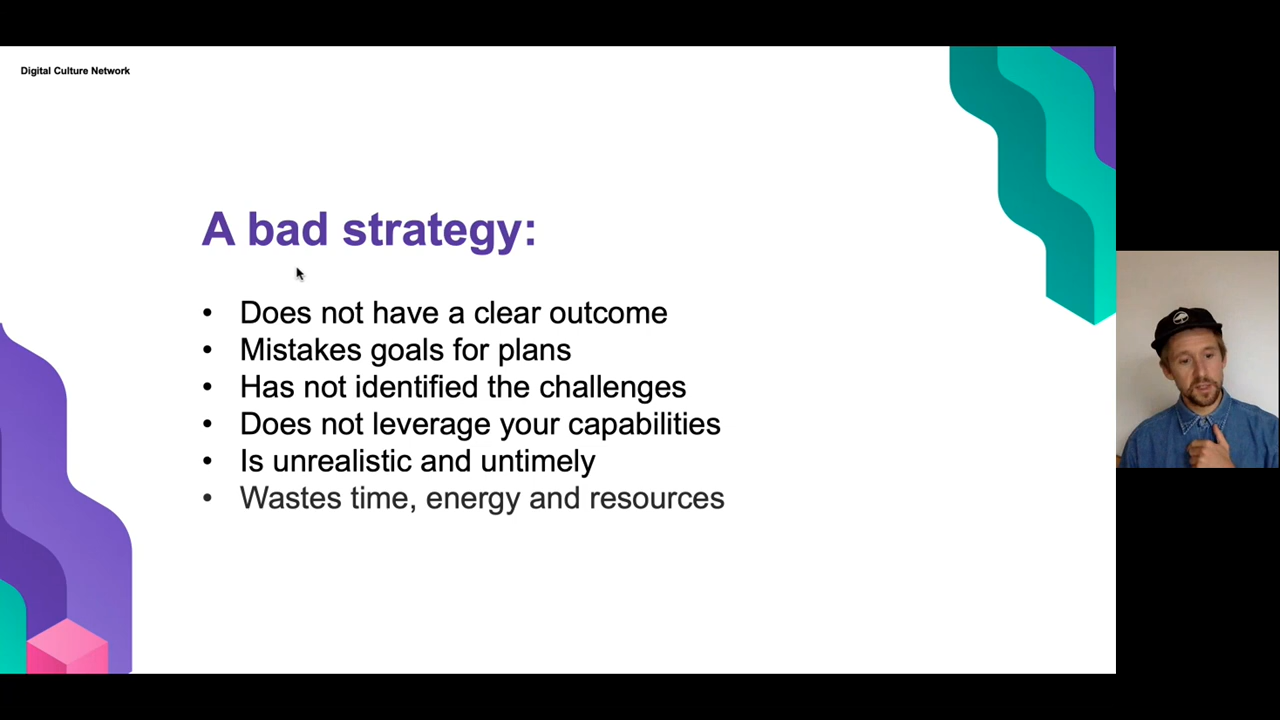 Digital Culture Network
A bad strategy:
• Does not have a clear outcome
• Mistakes goals for plans
• Has not identified the challenges
• Does not leverage your capabilities
• Is unrealistic and untimely
• Wastes time, energy and resources